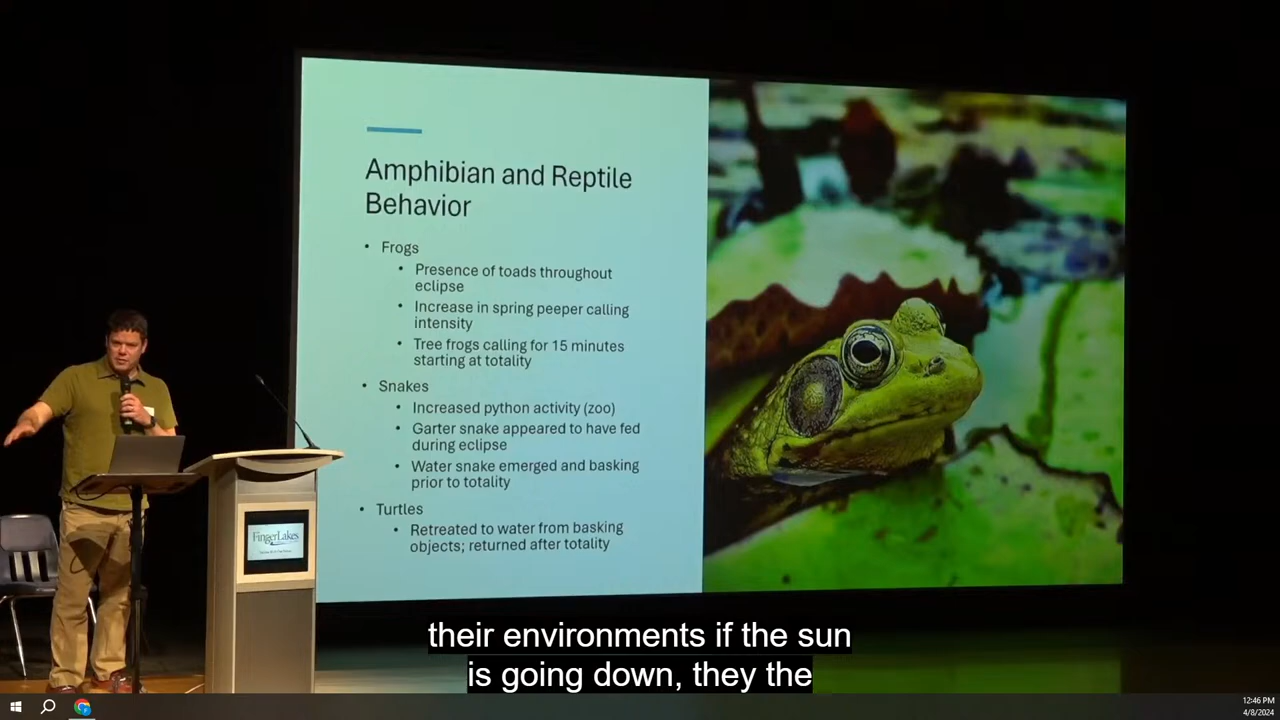 Amphibian and Reptile
Behavior
• Frogs
• Presence of toads throughout
eclipse
• Increase in spring peeper calling
intensity
• Tree frogs calling for 15 minutes
starting at totality
• Snakes
• Increased python activity (zoo)
• Garter snake appeared to have fed
during eclipse
• Water snake emerged and basking
prior to totality
• Turtles
• Retreated to water from basking
objects; returned after totality
FingerLakes
their environments if the sun
is going down, they the
12:46 PM
4/8/2024